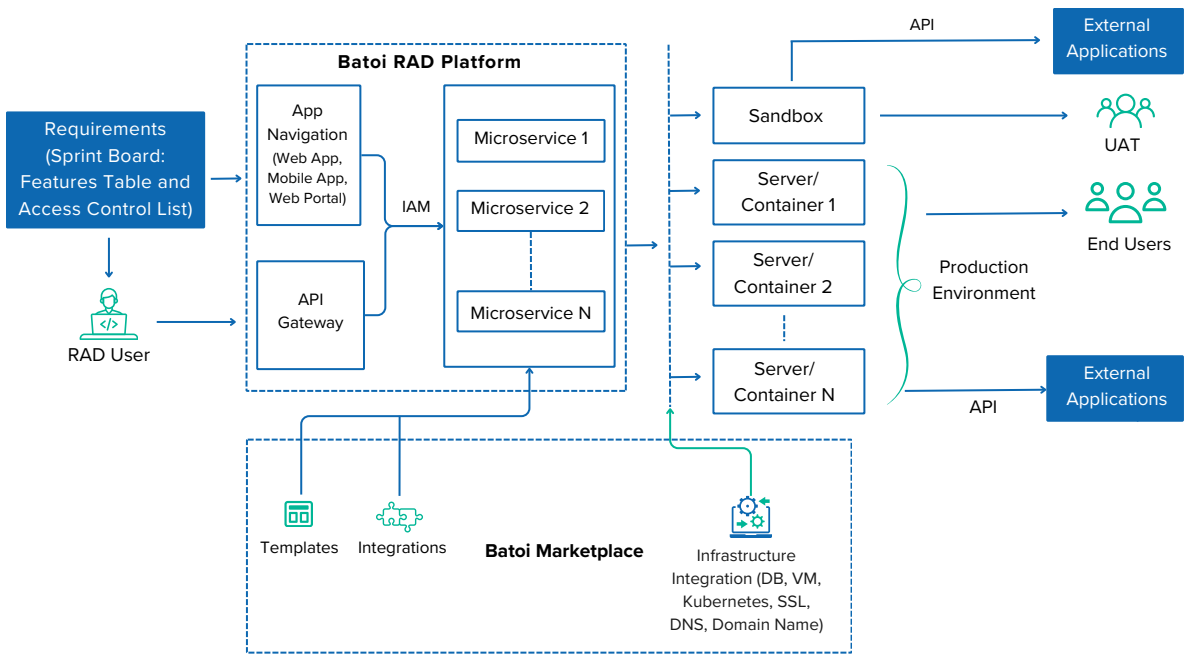 API
External
Applications
Batoi RAD Platform
App
Navigation
(Web App,
Mobile App,
Web Portal)
Requirements
(Sprint Board:
Features Table and
Access Control List)
IAM
API
Gateway
RAD User
Microservice 1
Microservice 2
Microservice N
Sandbox
UAT
Server/
Container 1
Server/
Container 2
Server/
Container N
Production
Environment
End Users
API
External
Applications
Templates
Integrations
Batoi Marketplace
Infrastructure
Integration (DB, VM,
Kubernetes, SSL,
DNS, Domain Name)